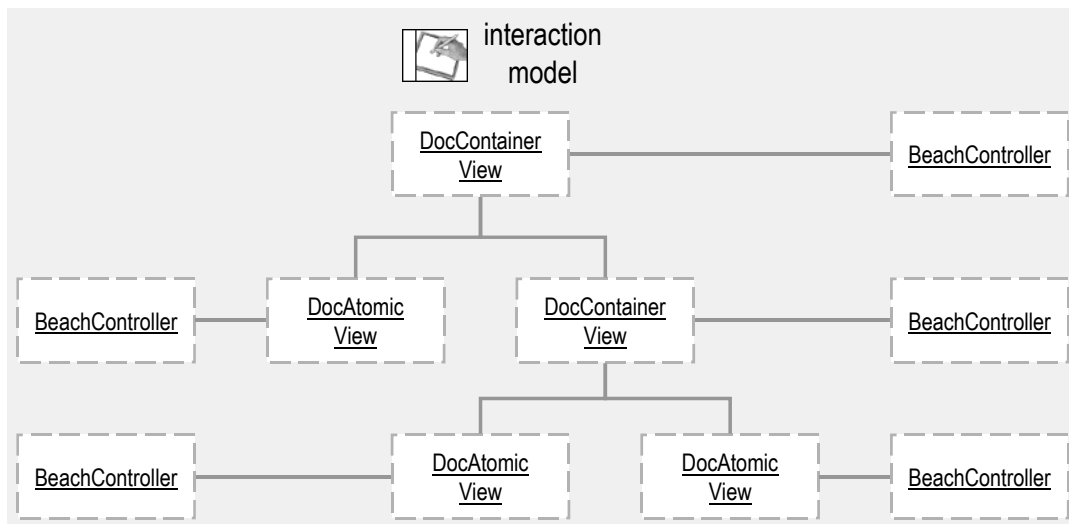 interaction
model
DocContainer
View
BeachController
BeachController
DocAtomic
View
DocContainer
View
BeachController
BeachController
DocAtomic
View
DocAtomic
View
BeachController